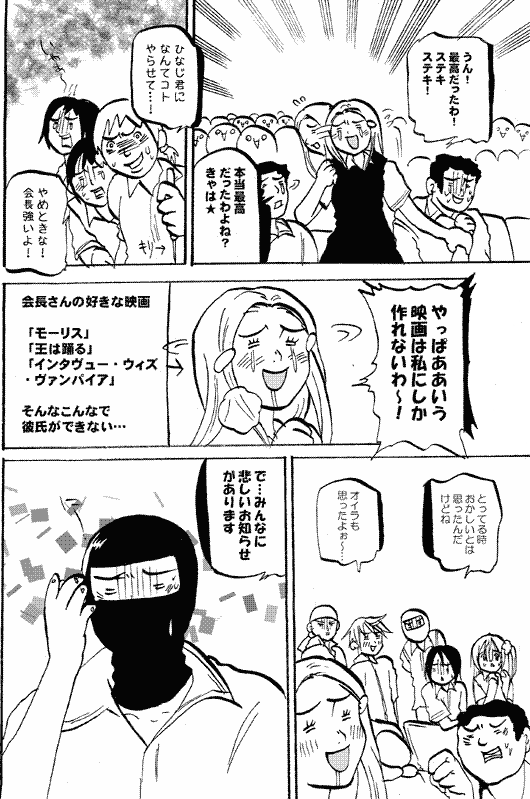 うん！
最高だったわ！
ステキ
ステキ！
本当最高
だったわよね？
きゃは★
ひなじ君に
なんてコト
やらせて‥‥
やめときな！
会長強いよ！
キリ→
やっぱああいう
映画は私にしか
作れないわ〜！
会長さんの好きな映画
「モーリス」
「王は踊る」
「インタヴュー・ウィズ
・ヴァンパイア」
そんなこんなで
彼氏ができない…
とってる時
おかしいとは
思ったんだ
けどね
オイラも
思ったよぉ〜
で…みんなに
悲しいお知らせ
があります